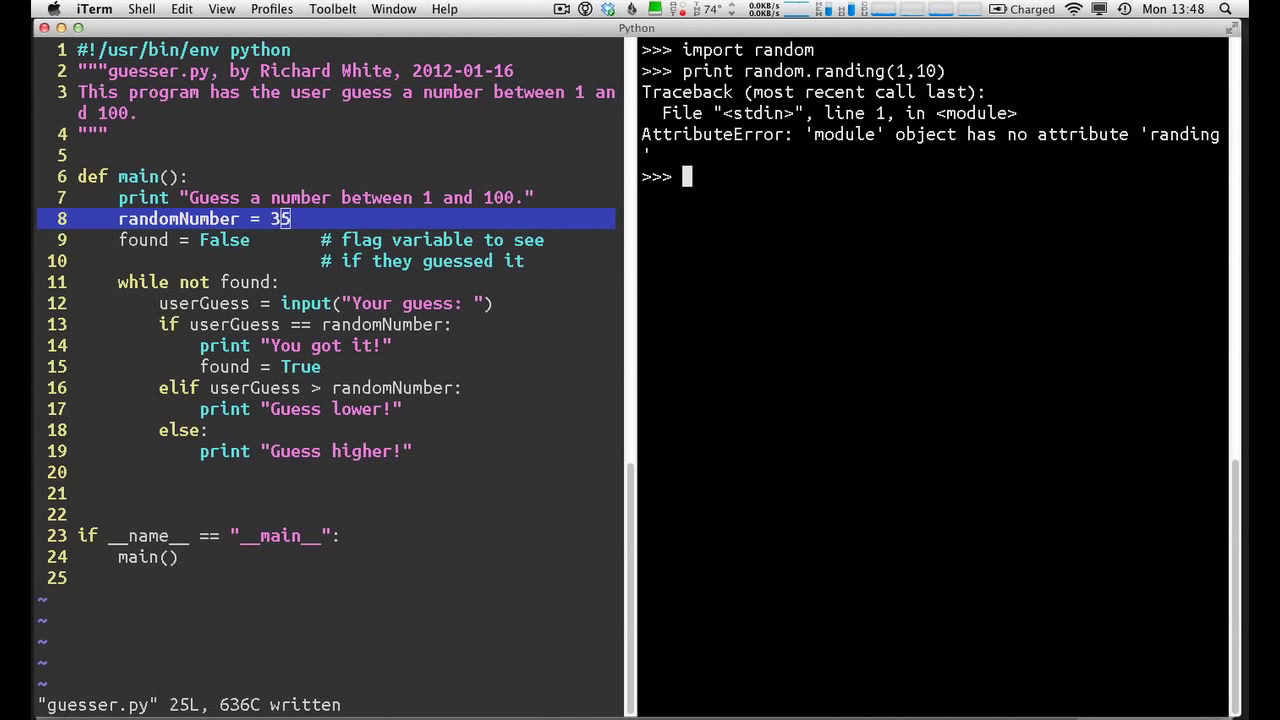 iTerm Shell Edit View Profiles Toolbelt Window Help 74° 0.0KB/s 0.0KB/s Charged Mon 13:48
Python
1 #!/usr/bin/env python
2 """guesser.py, by Richard White, 2012-01-16
3 This program has the user guess a number between 1 an
d 100.
4 """
5
6 def main():
7 print "Guess a number between 1 and 100."
8 randomNumber = 35
9 found = False # flag variable to see
10 # if they guessed it
11 while not found:
12 userGuess = input("Your guess: ")
13 if userGuess == randomNumber:
14 print "You got it!"
15 found = True
16 elif userGuess > randomNumber:
17 print "Guess lower!"
18 else:
19 print "Guess higher!"
20
21
22
23 if __name__ == "__main__":
24 main()
25
~
~
~
~
~
"guesser.py" 25L, 636C written
>>> import random
>>> print random.randing(1,10)
Traceback (most recent call last):
File "<stdin>", line 1, in <module>
AttributeError: 'module' object has no attribute 'randing
'
>>>